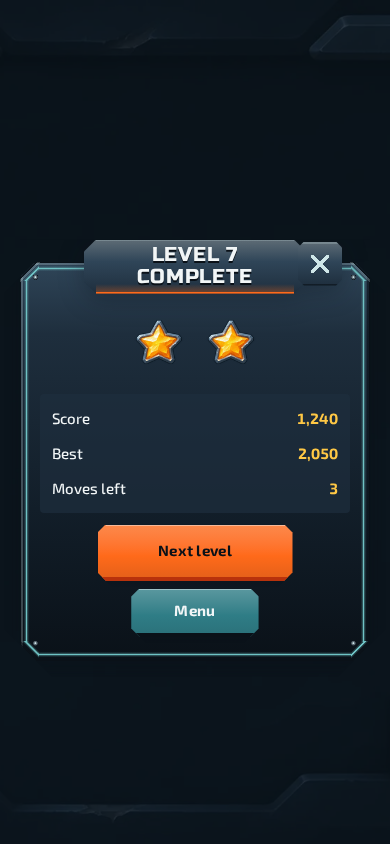 LEVEL 7
COMPLETE
Score 1,240
Best 2,050
Moves left 3
Next level
Menu